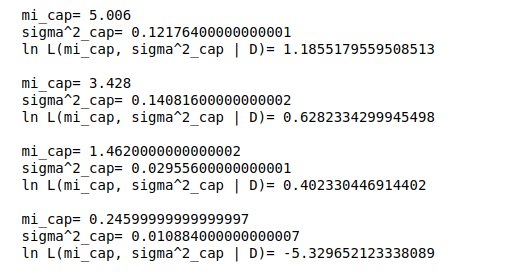 mi_cap= 5.006
sigma^2_cap= 0.12176400000000001
ln L(mi_cap, sigma^2_cap | D)= 1.1855179559508513
mi_cap= 3.428
sigma^2_cap= 0.14081600000000002
ln L(mi_cap, sigma^2_cap | D)= 0.6282334299945498
mi_cap= 1.4620000000000002
sigma^2_cap= 0.02955600000000001
ln L(mi_cap, sigma^2_cap | D)= 0.402330446914402
mi_cap= 0.24599999999999997
sigma^2_cap= 0.010884000000000007
ln L(mi_cap, sigma^2_cap | D)= -5.329652123338089